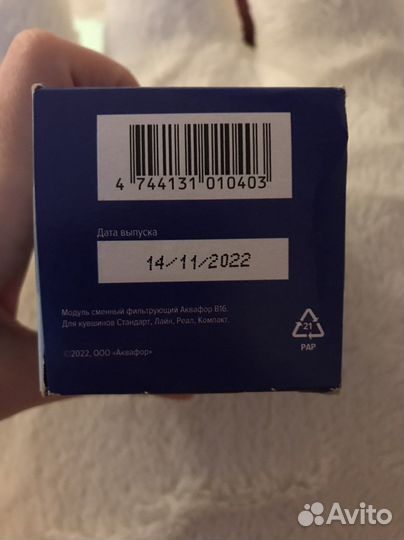 4 744131 010403
Дата выпуска
14/11/2022
Модуль сменный фильтрующий Аквафор В16.
Для кувшинов Стандарт, Лайн, Реал, Компакт.
21
PAP
©2022, ООО «Аквафор»
Avito